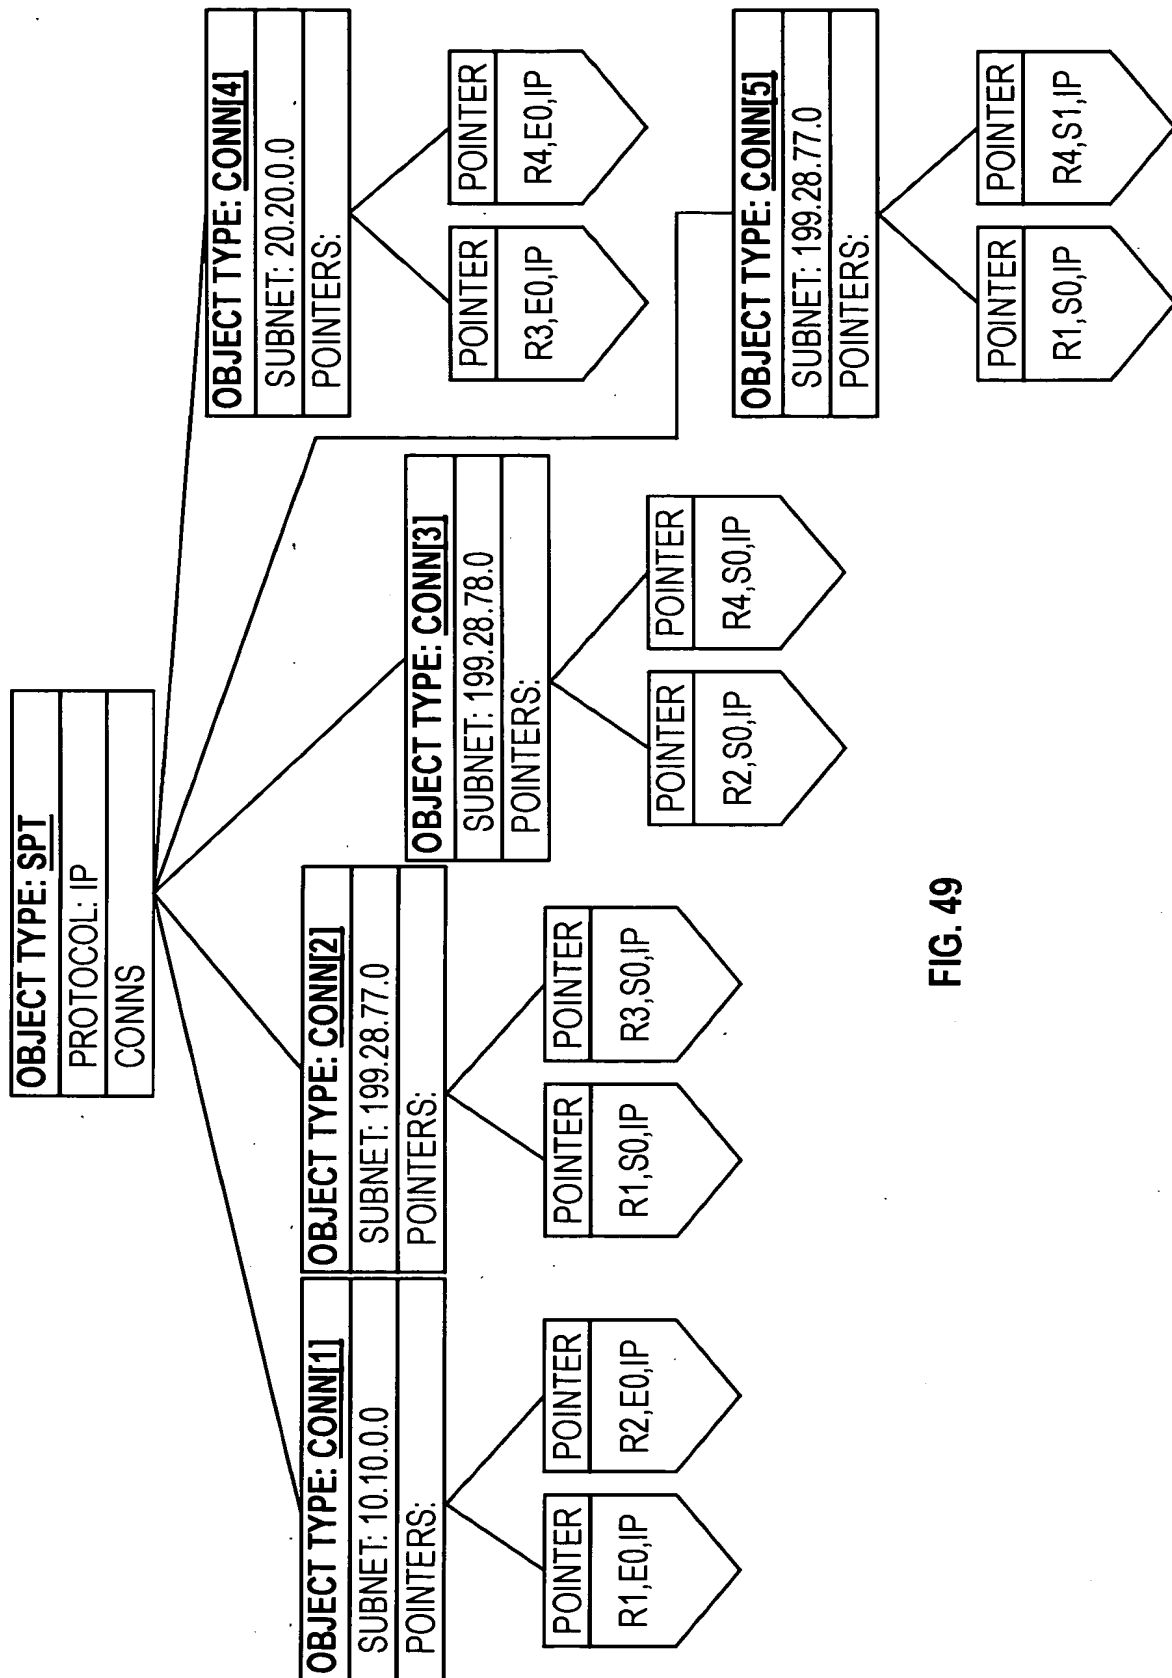 OBJECT TYPE: SPT
PROTOCOL: IP
CONNS
OBJECT TYPE: CONN[1]
SUBNET: 10.10.0.0
POINTERS:
POINTER
R1,E0,IP
POINTER
R2,E0,IP
OBJECT TYPE: CONN[2]
SUBNET: 199.28.77.0
POINTERS:
POINTER
R1,S0,IP
POINTER
R3,S0,IP
OBJECT TYPE: CONN[3]
SUBNET: 199.28.78.0
POINTERS:
POINTER
R2,S0,IP
POINTER
R4,S0,IP
OBJECT TYPE: CONN[4]
SUBNET: 20.20.0.0
POINTERS:
POINTER
R3,E0,IP
POINTER
R4,E0,IP
OBJECT TYPE: CONN[5]
SUBNET: 199.28.77.0
POINTERS:
POINTER
R1,S0,IP
POINTER
R4,S1,IP
FIG. 49